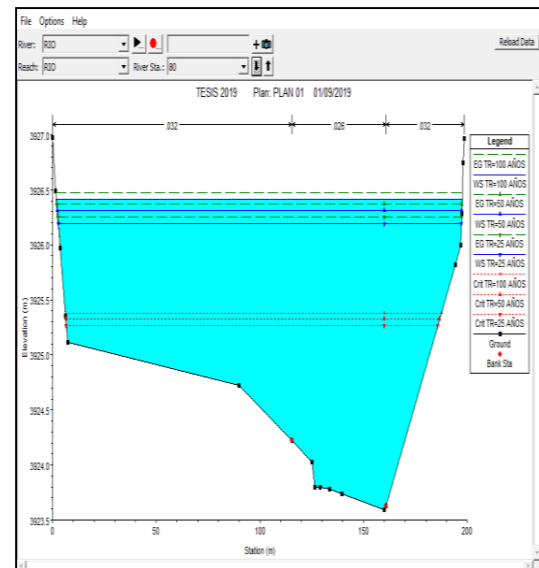 File Options Help
River: RIO
Reload Data
Reach: RIO River Sta.: 80
TESIS 2019 Plan: PLAN 01 01/09/2019
.032 .026 .032
Legend
EG TR=100 AÑOS
WS TR=100 AÑOS
EG TR=50 AÑOS
WS TR=50 AÑOS
EG TR=25 AÑOS
WS TR=25 AÑOS
Crit TR=100 AÑOS
Crit TR=50 AÑOS
Crit TR=25 AÑOS
Ground
Bank Sta
Elevation (m)
3927.0
3926.5
3926.0
3925.5
3925.0
3924.5
3924.0
3923.5
0 50 100 150 200
Station (m)